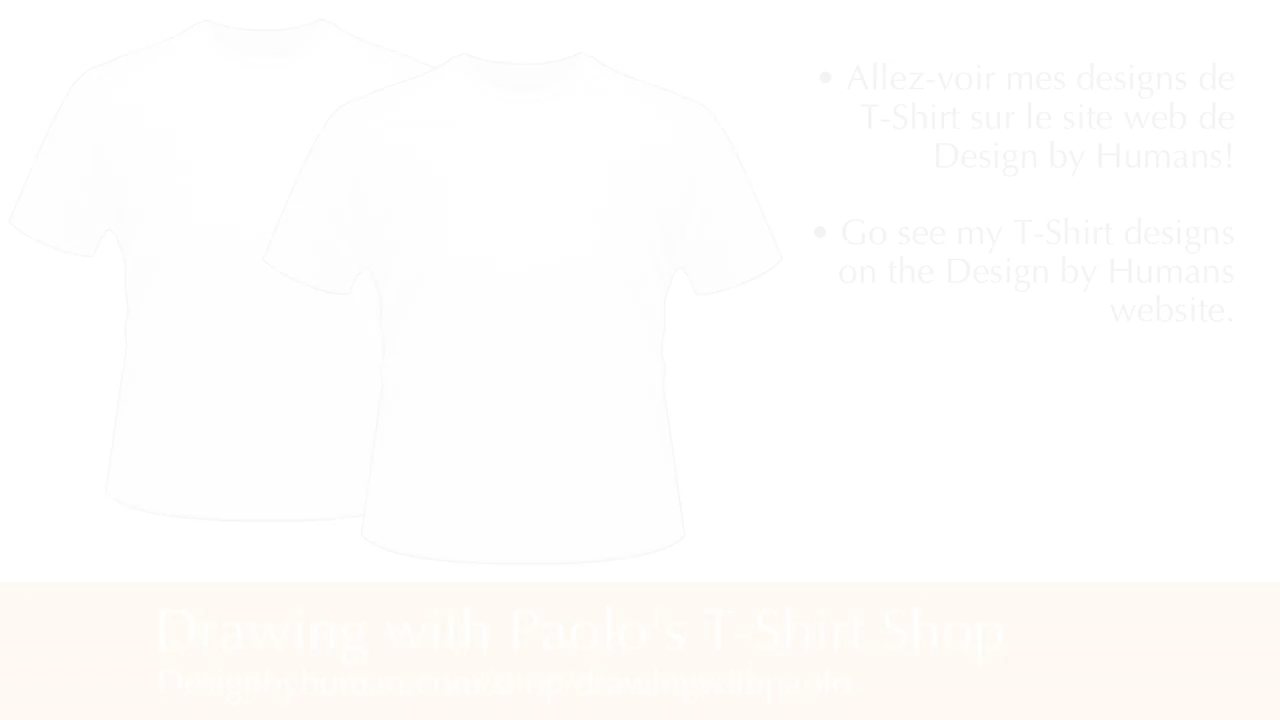 • Allez-voir mes designs de
T-Shirt sur le site web de
Design by Humans!
• Go see my T-Shirt designs
on the Design by Humans
website.
Drawing with Paolo's T-Shirt Shop